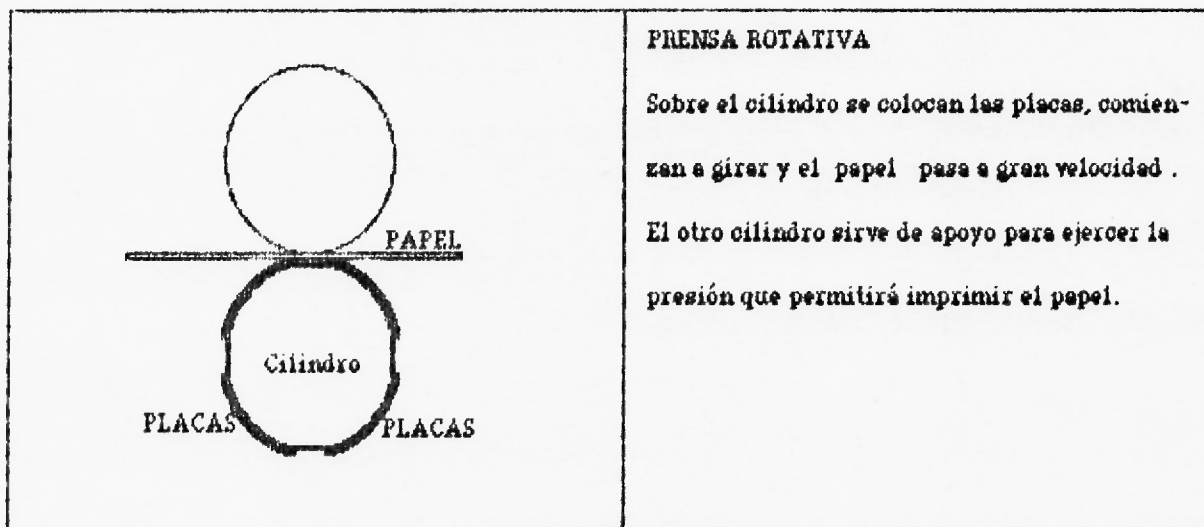 PAPEL
Cilindro
PLACAS PLACAS
PRENSA ROTATIVA
Sobre el cilindro se colocan las placas, comien-
zan a girar y el papel pasa a gran velocidad .
El otro cilindro sirve de apoyo para ejercer la
presión que permitirá imprimir el papel.